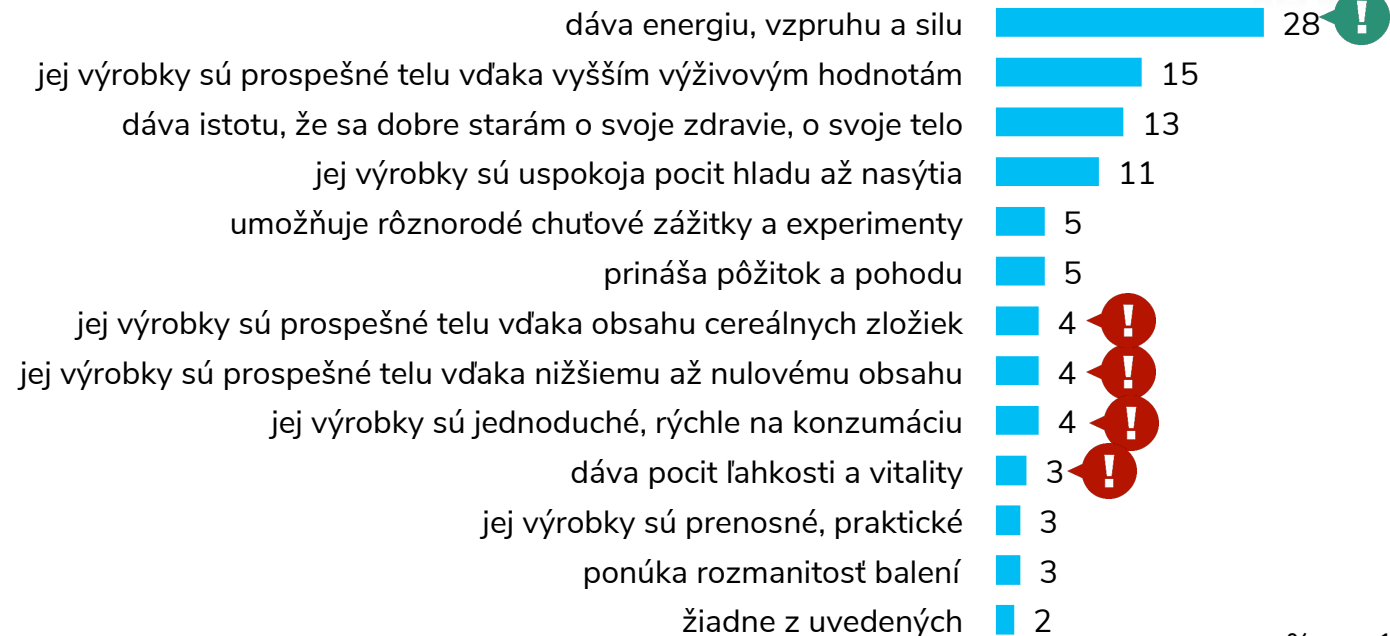 dáva energiu, vzpruhu a silu 28
jej výrobky sú prospešné telu vďaka vyšším výživovým hodnotám 15
dáva istotu, že sa dobre starám o svoje zdravie, o svoje telo 13
jej výrobky sú uspokoja pocit hladu až nasýtia 11
umožňuje rôznorodé chuťové zážitky a experimenty 5
prináša pôžitok a pohodu 5
jej výrobky sú prospešné telu vďaka obsahu cereálnych zložiek 4
jej výrobky sú prospešné telu vďaka nižšiemu až nulovému obsahu 4
jej výrobky sú jednoduché, rýchle na konzumáciu 4
dáva pocit ľahkosti a vitality 3
jej výrobky sú prenosné, praktické 3
ponúka rozmanitosť balení 3
žiadne z uvedených 2